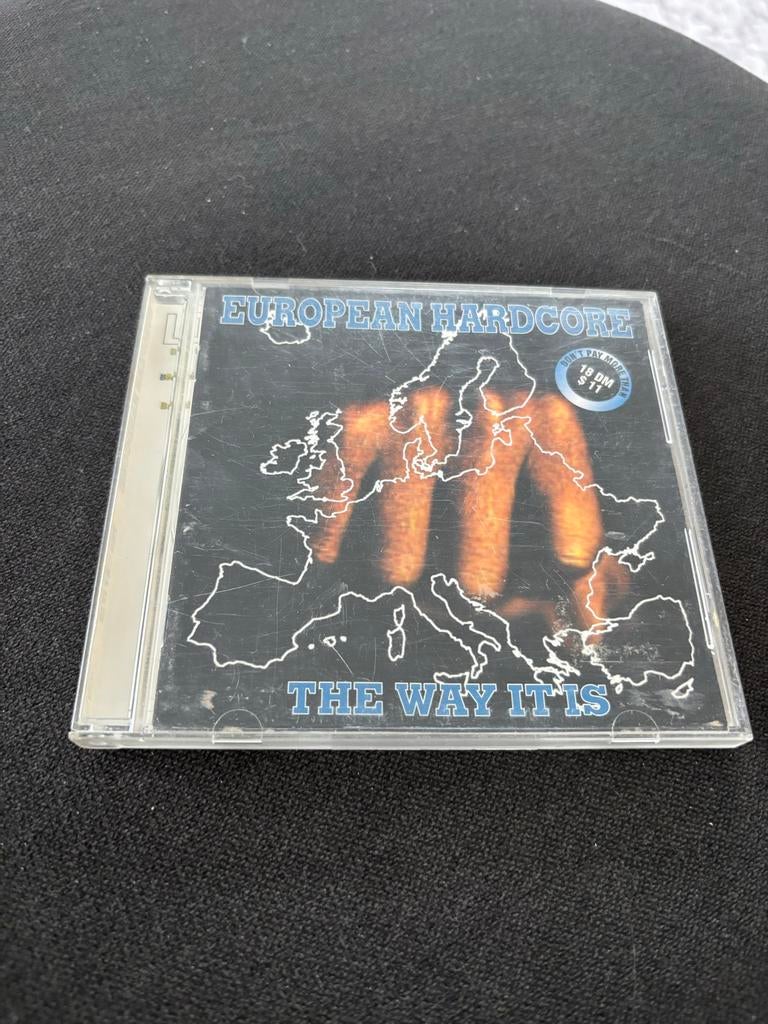 EUROPEAN HARDCORE
DON'T PAY MORE THAN
18 DM
$ 11
THE WAY IT IS